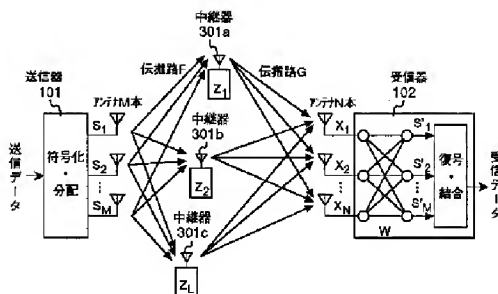 送信器
101
アンテナM本
送信データ
符号化・分配
S1
S2
SM
中継器
301a
伝搬路F
伝搬路G
Z1
中継器
301b
Z2
中継器
301c
ZL
アンテナN本
X1
X2
XN
受信器
102
S'1
S'2
S'M
W
復号・結合
受信データ